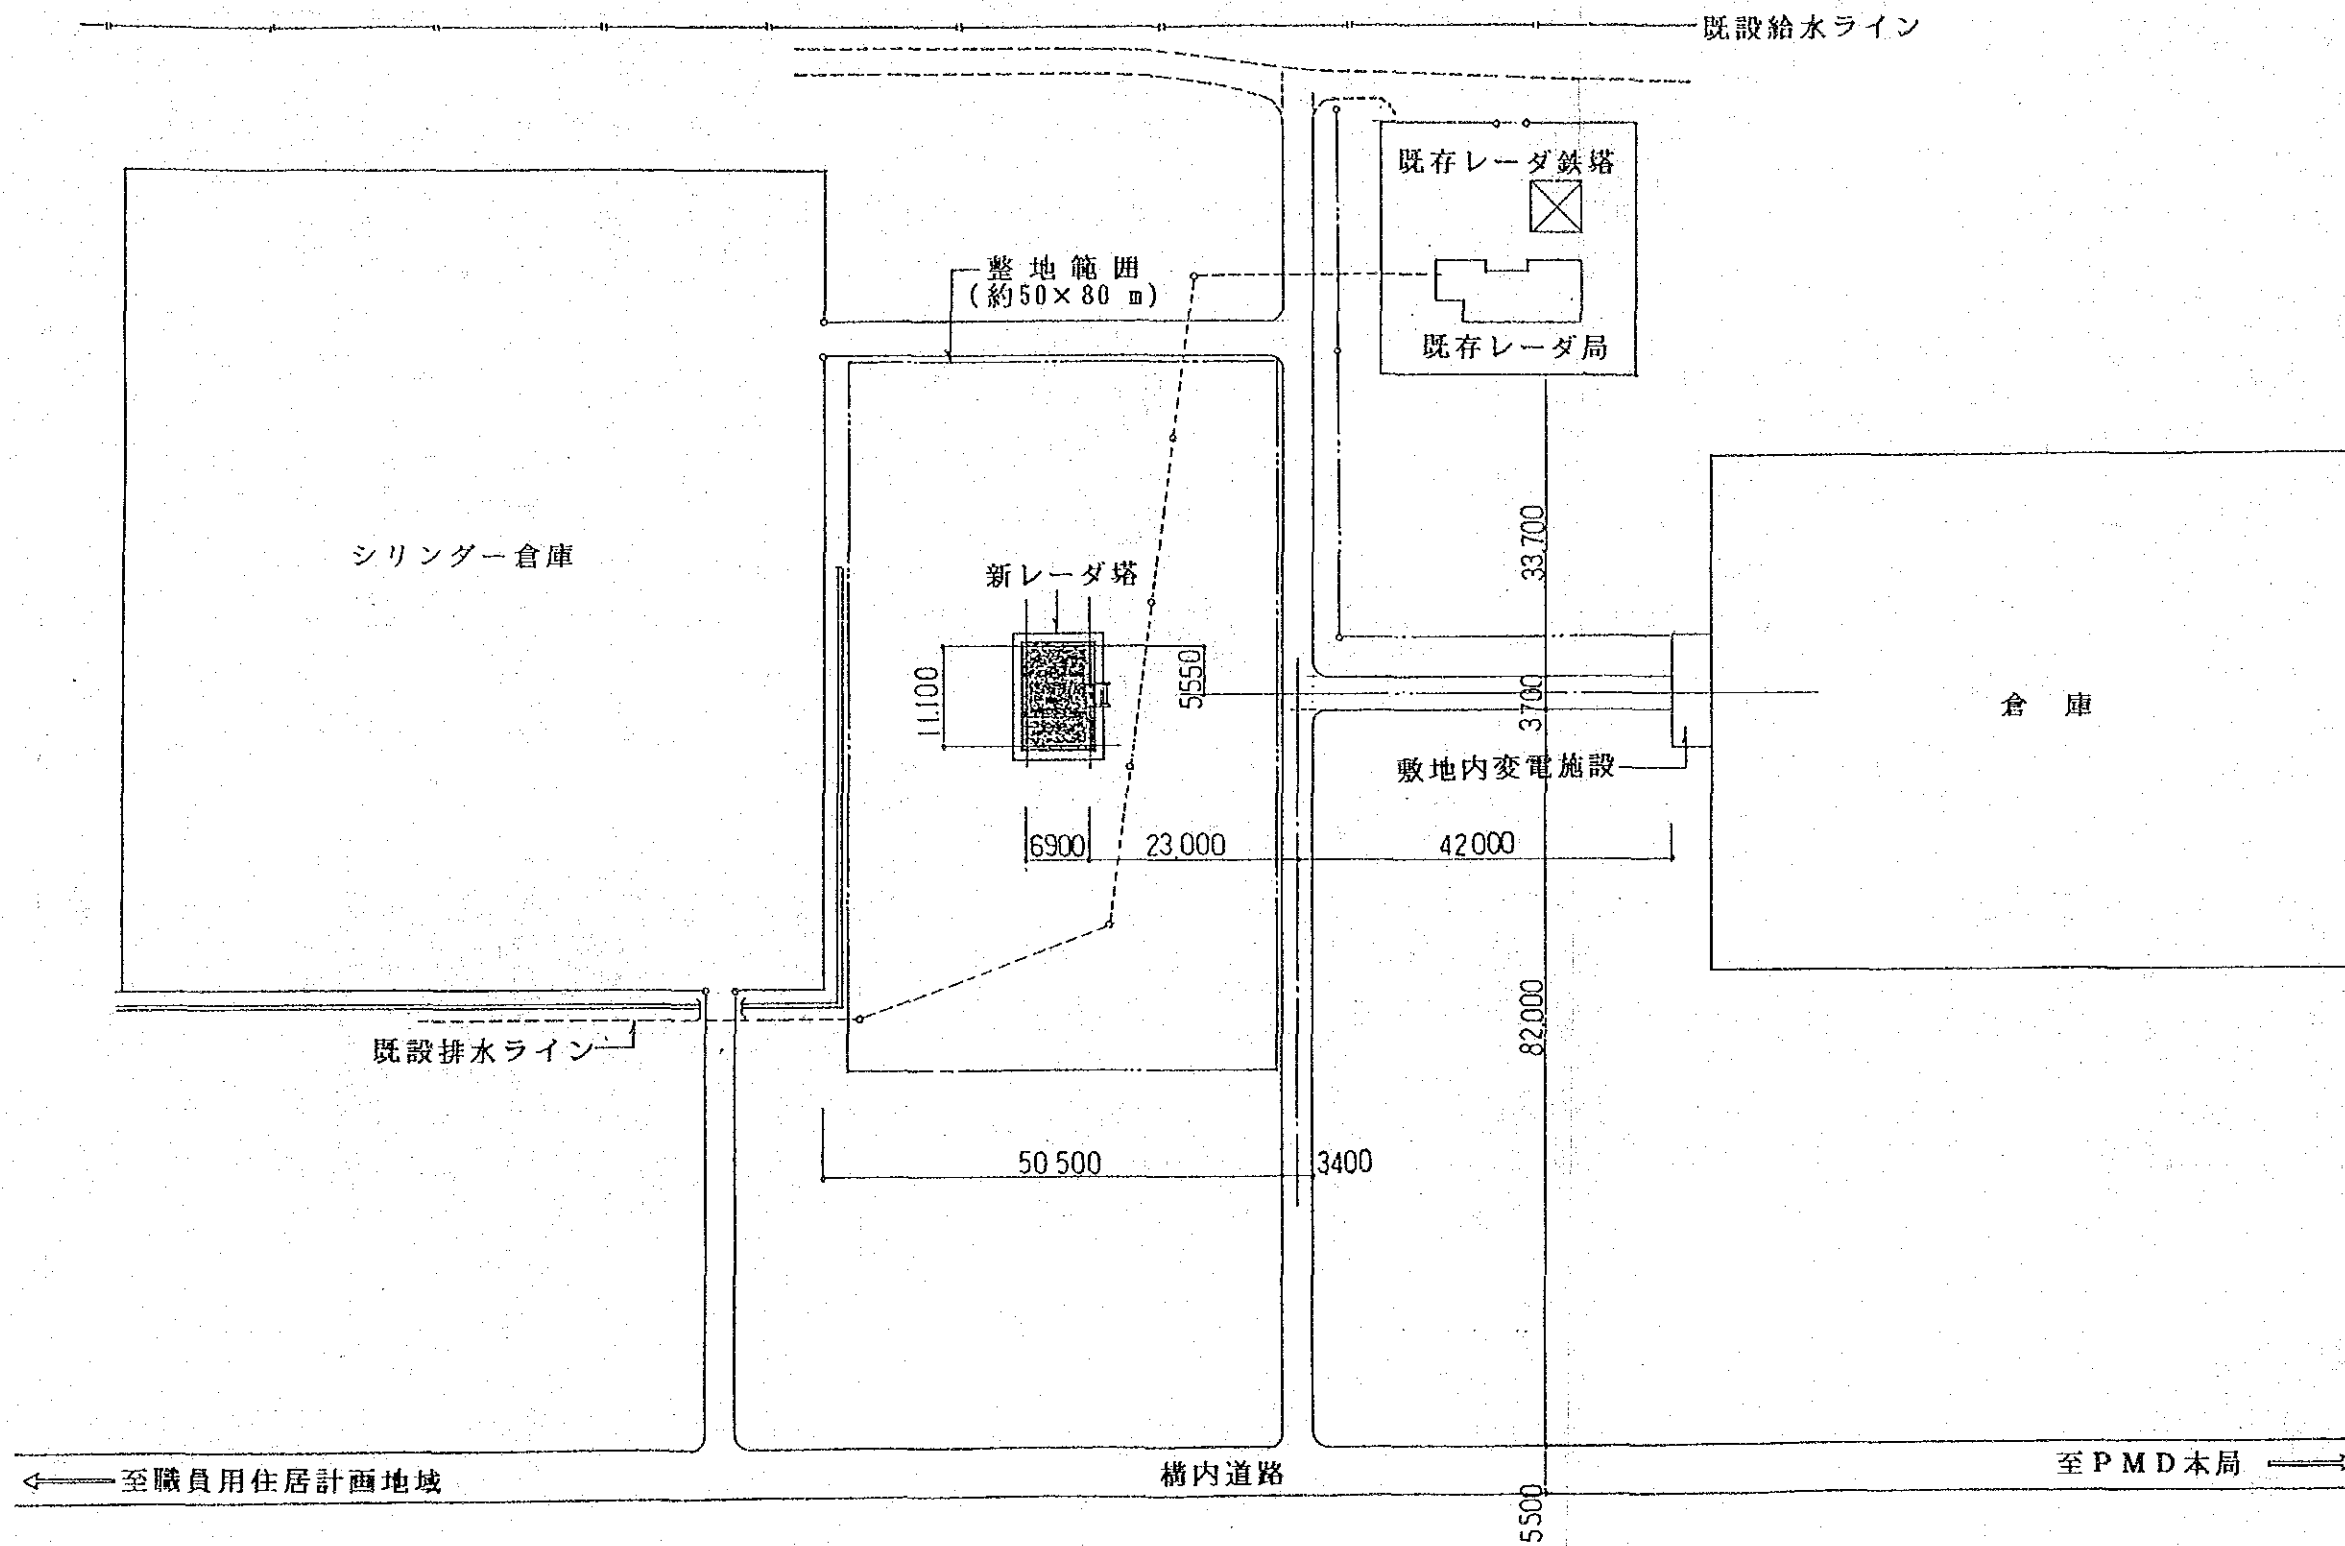 既設給水ライン
既存レーダ鉄塔
整地範囲
(約50×80 m)
既存レーダ局
33,700
シリンダー倉庫
新レーダ塔
11.100
5,550
3700
倉 庫
敷地内変電施設
6900
23,000
42000
82,000
既設排水ライン
50 500
3400
至職員用住居計画地域
構内道路
至PMD本局
5500